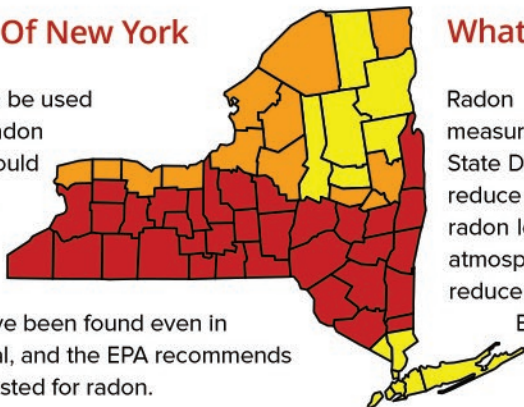 Of New York
be used
don
ould
ve been found even in
al, and the EPA recommends
sted for radon.
What
Radon
measur
State D
reduce
radon l
atmosp
reduce
E